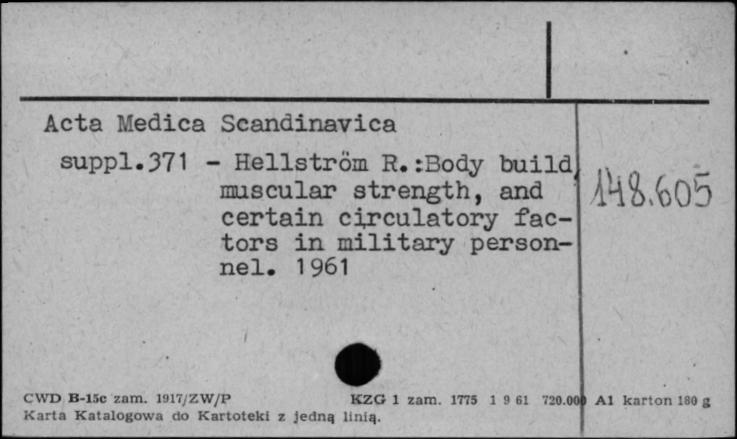 Acta Medica Scandinavica
suppl.371 - Hellström R.:Body build,
muscular strength, and
certain circulatory fac-
tors in military person-
nel. 1961
148.605
CWD B-15c zam. 1917/ZW/P KZG 1 zam. 1775 1 9 61 720.000 A1 karton 180 g
Karta Katalogowa do Kartoteki z jedną linią.